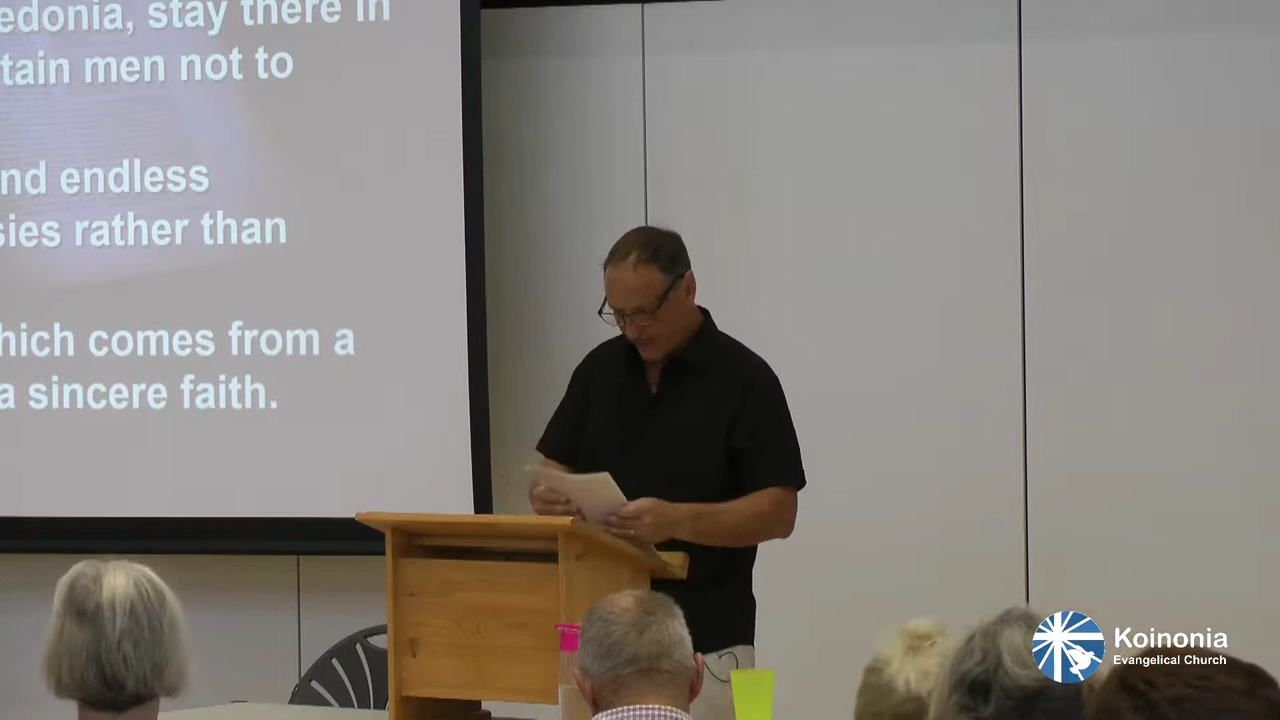 edonia, stay there in
tain men not to
nd endless
sies rather than
hich comes from a
a sincere faith.
Koinonia
Evangelical Church